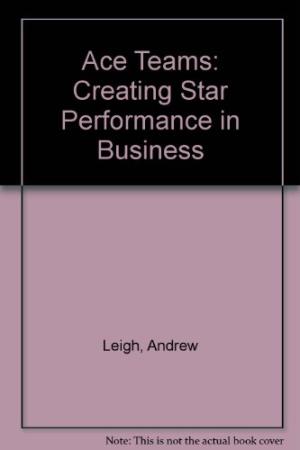 Ace Teams:
Creating Star
Performance in
Business
Leigh, Andrew
Note: This is not the actual book cover